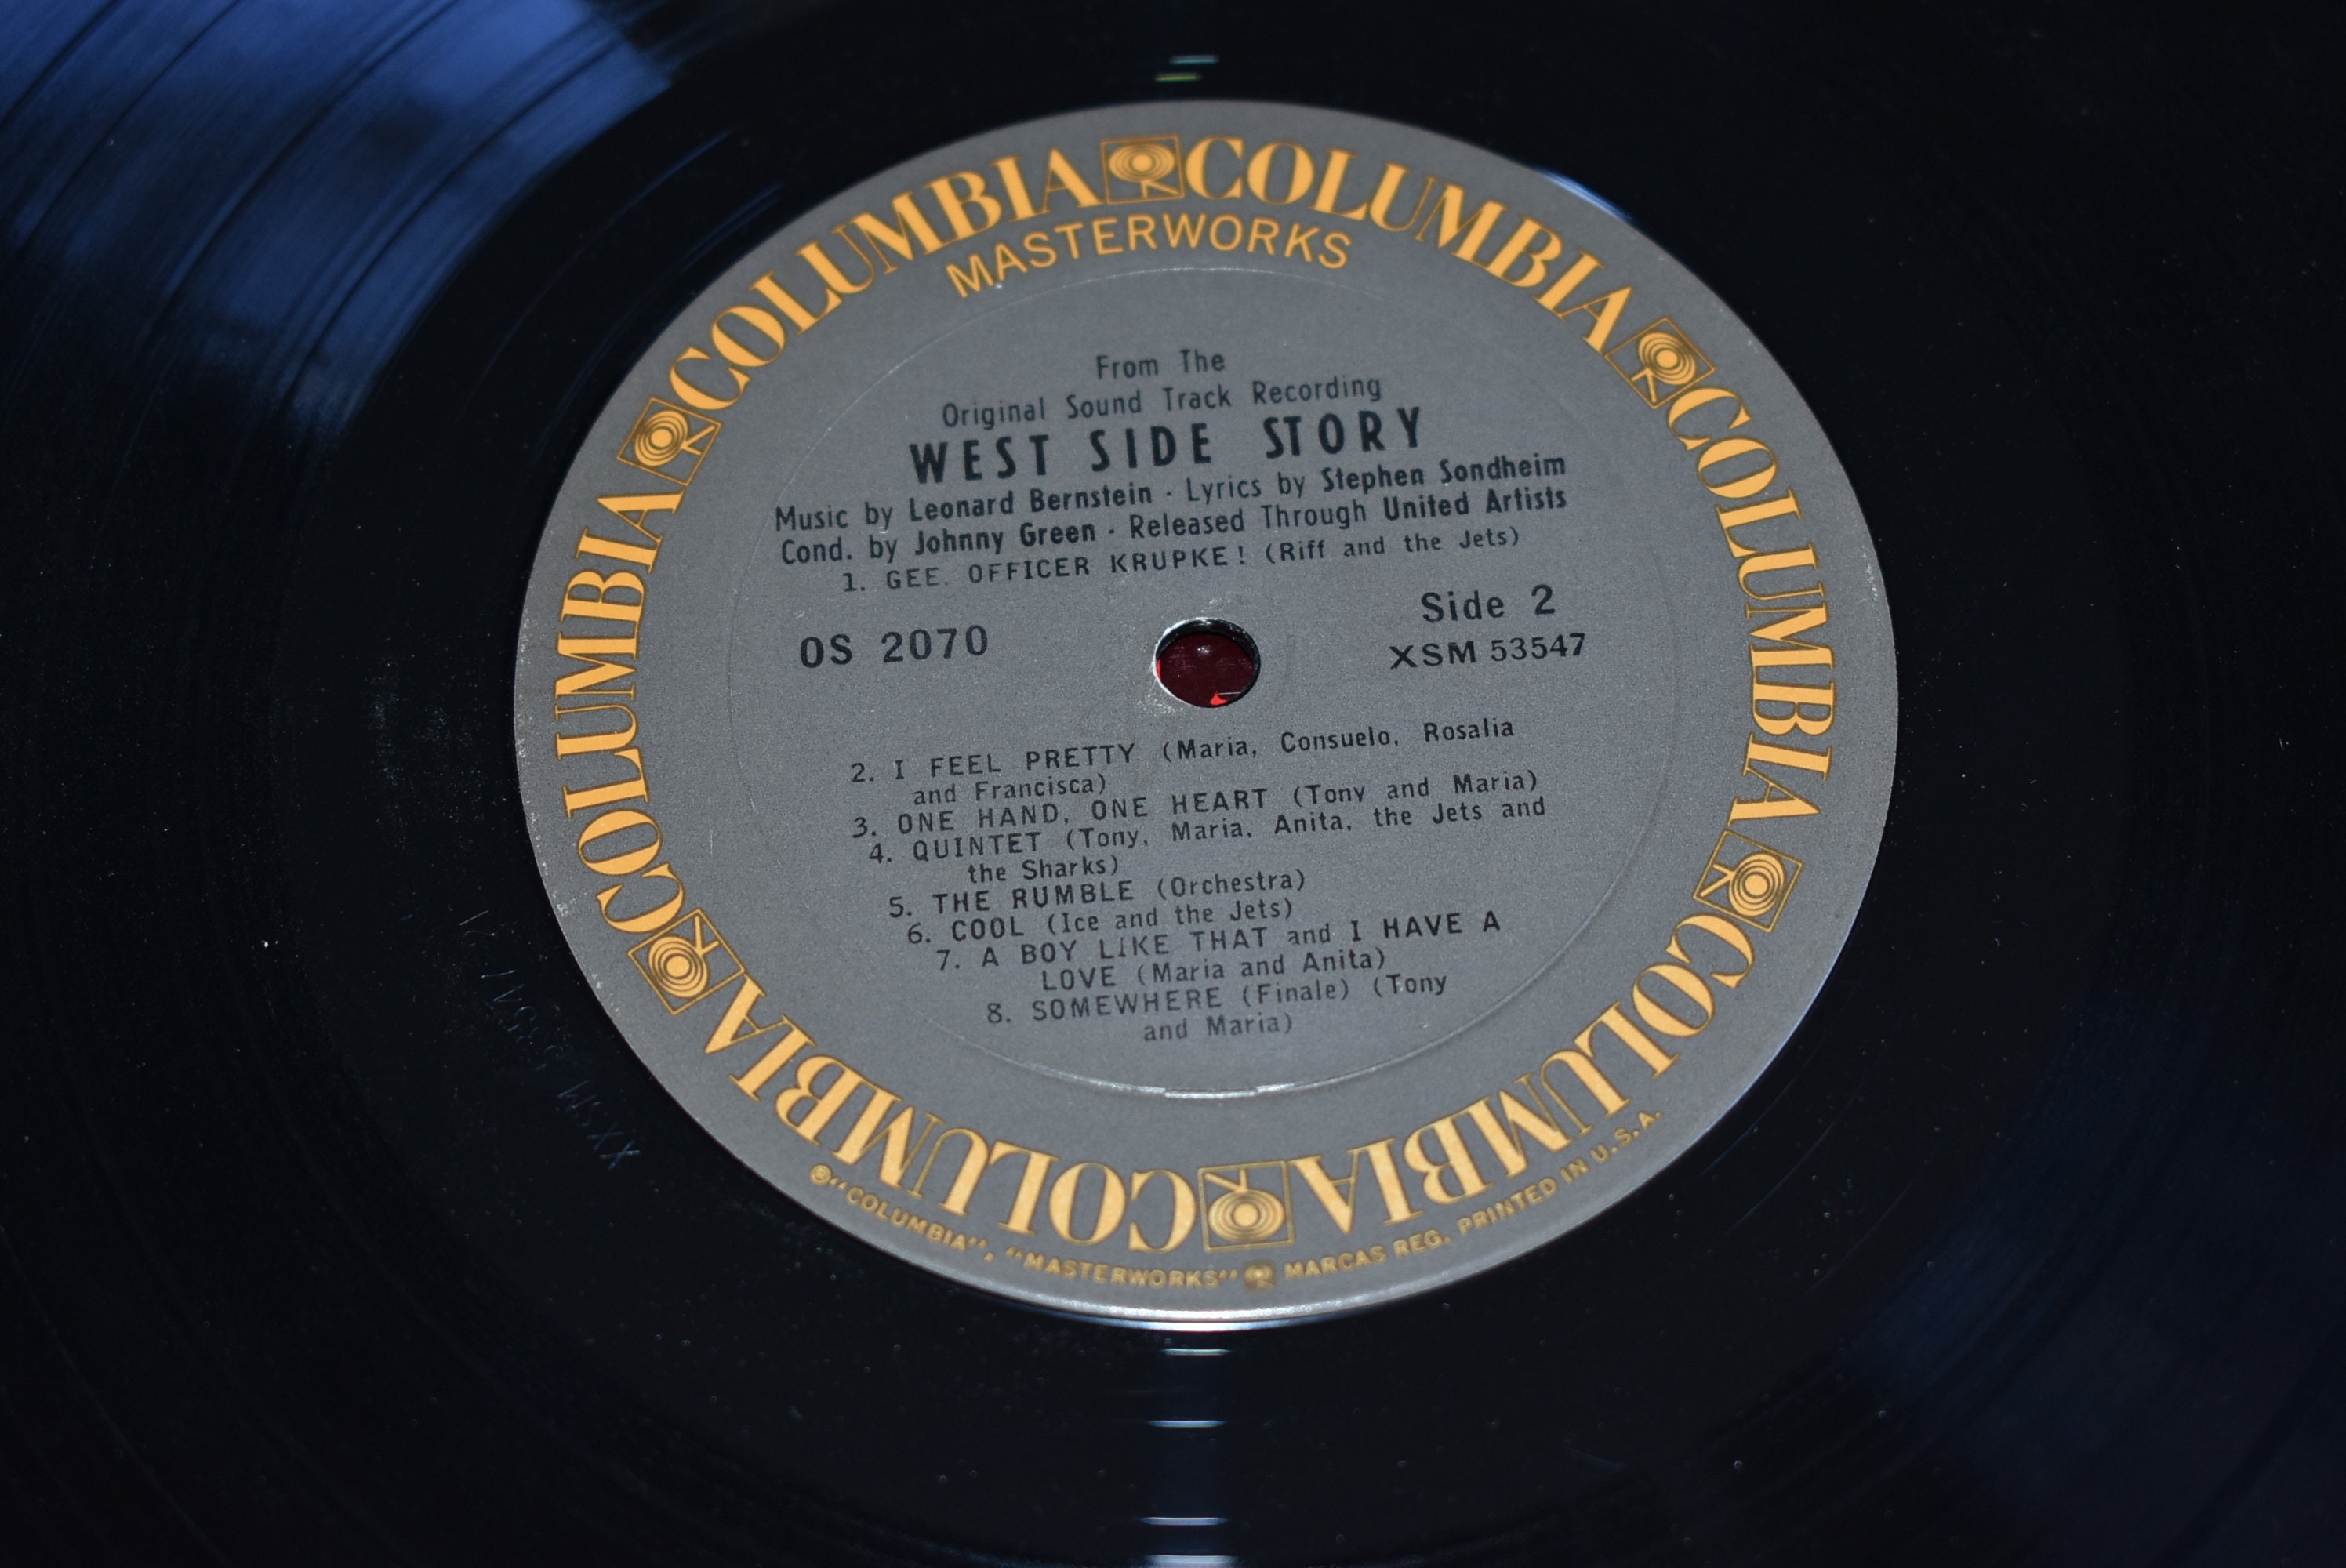 COLUMBIA COLUMBIA COLUMBIA COLUMBIA COLUMBIA COLUMBIA
MASTERWORKS
From The
Original Sound Track Recording
WEST SIDE STORY
Music by Leonard Bernstein · Lyrics by Stephen Sondheim
Cond. by Johnny Green · Released Through United Artists
1. GEE, OFFICER KRUPKE! (Riff and the Jets)
OS 2070
Side 2
XSM 53547
2. I FEEL PRETTY (Maria, Consuelo, Rosalia
and Francisca)
3. ONE HAND, ONE HEART (Tony and Maria)
4. QUINTET (Tony, Maria, Anita, the Jets and
the Sharks)
5. THE RUMBLE (Orchestra)
6. COOL (Ice and the Jets)
7. A BOY LIKE THAT and I HAVE A
LOVE (Maria and Anita)
8. SOMEWHERE (Finale) (Tony
and Maria)
® "COLUMBIA", "MASTERWORKS" MARCAS REG. PRINTED IN U.S.A.